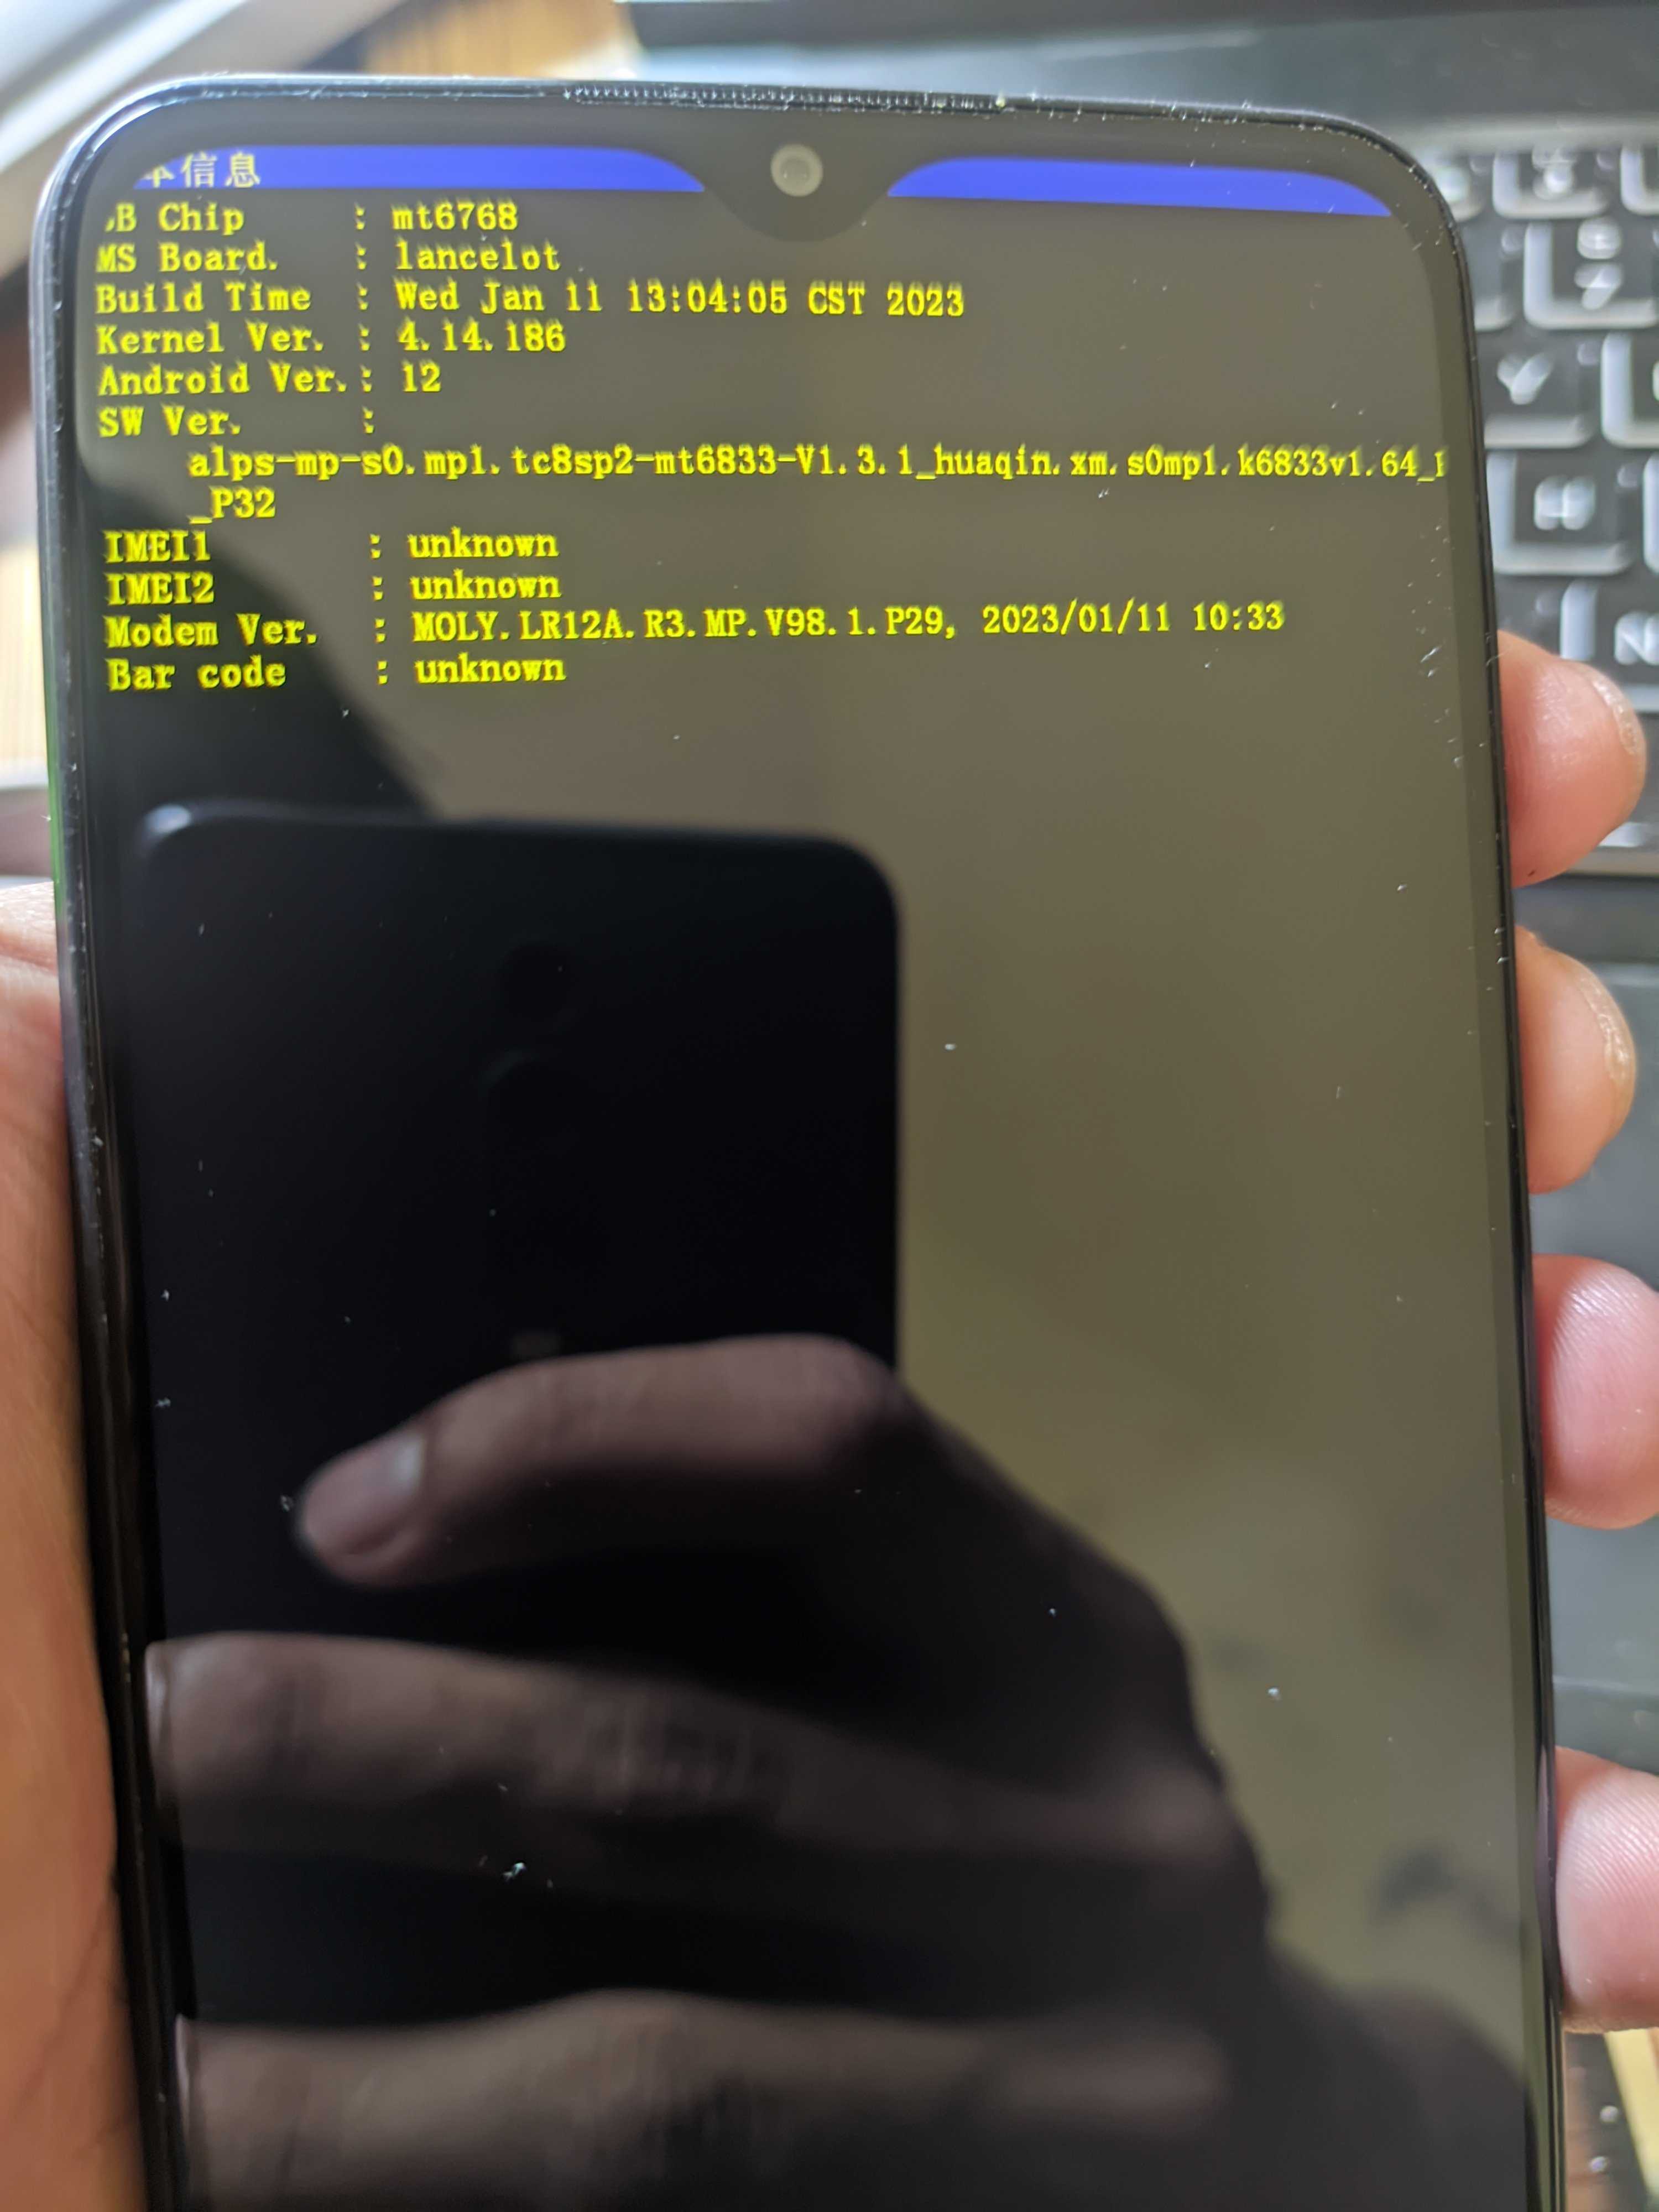 本信息
B Chip : mt6768
MS Board. : lancelot
Build Time : Wed Jan 11 13:04:05 CST 2023
Kernel Ver. : 4.14.186
Android Ver.: 12
SW Ver. :
alps-mp-s0.mp1.tc8sp2-mt6833-V1.3.1_huaqin.xm.s0mp1.k6833v1.64_
_P32
IMEI1 : unknown
IMEI2 : unknown
Modem Ver. : MOLY.LR12A.R3.MP.V98.1.P29, 2023/01/11 10:33
Bar code : unknown